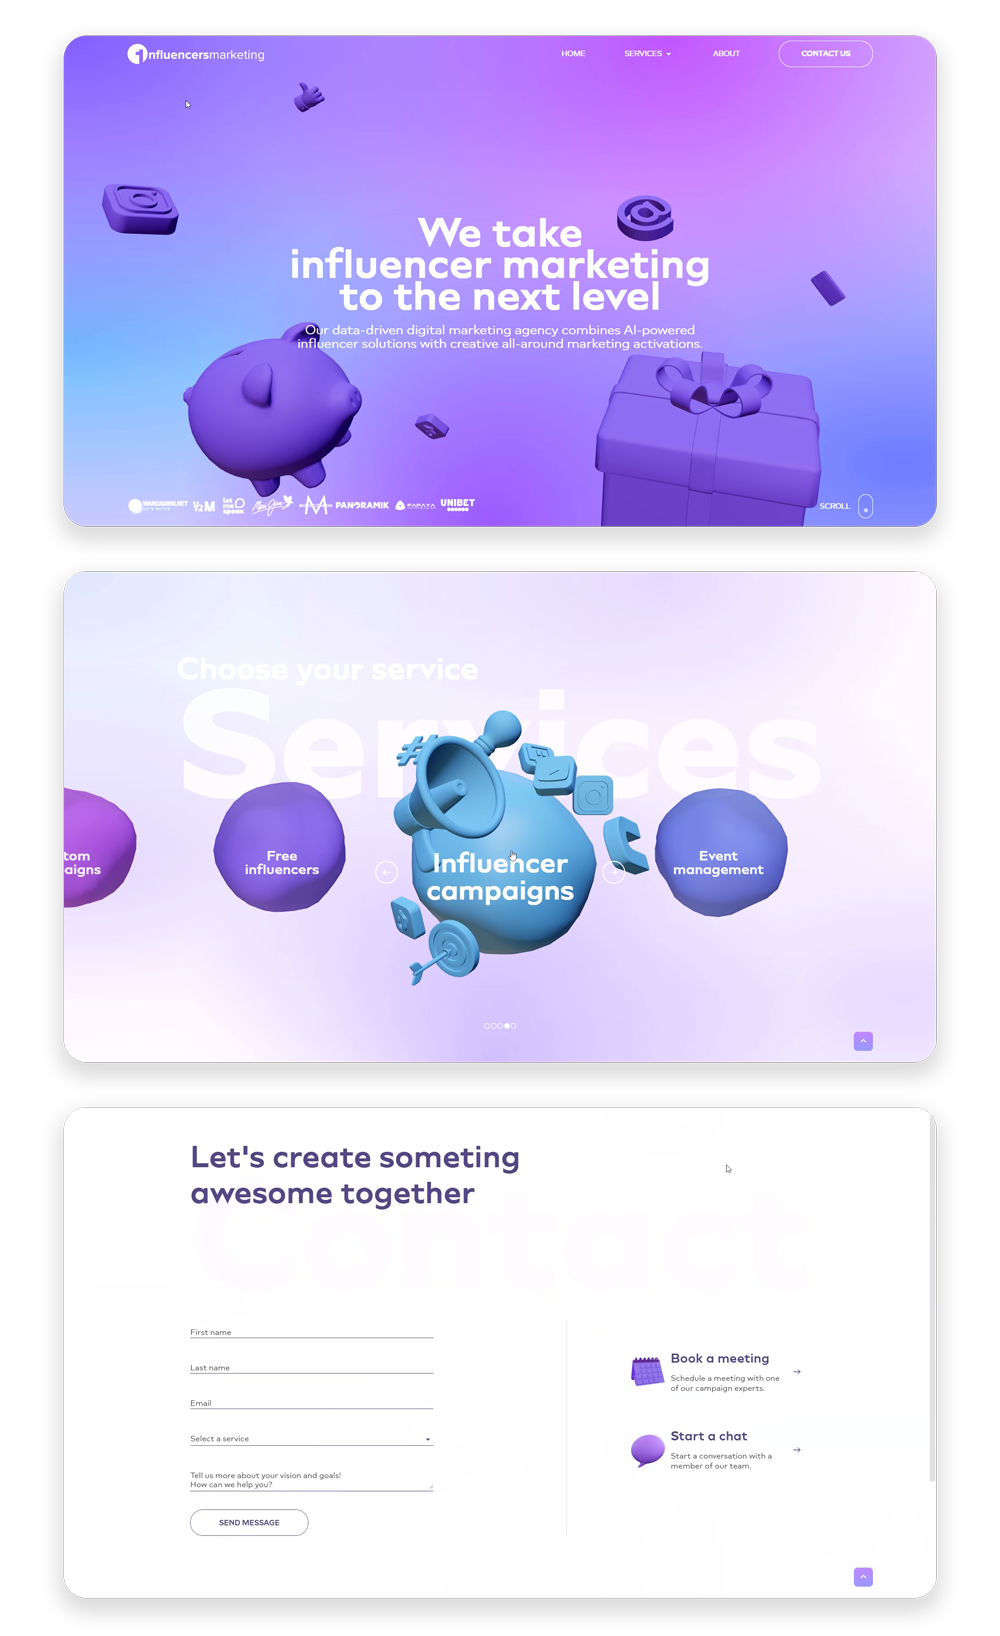 1nfluencersmarketing
HOME SERVICES ABOUT CONTACT US
We take
influencer marketing
to the next level
Our data-driven digital marketing agency combines AI-powered
influencer solutions with creative all-around marketing activations.
WARGAMING.NET
LET'S BATTLE
½M
let
me
speak
M
PANORAMIK
PAPAYA
UNIBET
SCROLL
Choose your service
Services
tom
aigns
Free
influencers
Influencer
campaigns
Event
management
Let's create someting
awesome together
Contact
First name
Last name
Email
Select a service
Tell us more about your vision and goals!
How can we help you?
SEND MESSAGE
Book a meeting
Schedule a meeting with one
of our campaign experts.
Start a chat
Start a conversation with a
member of our team.